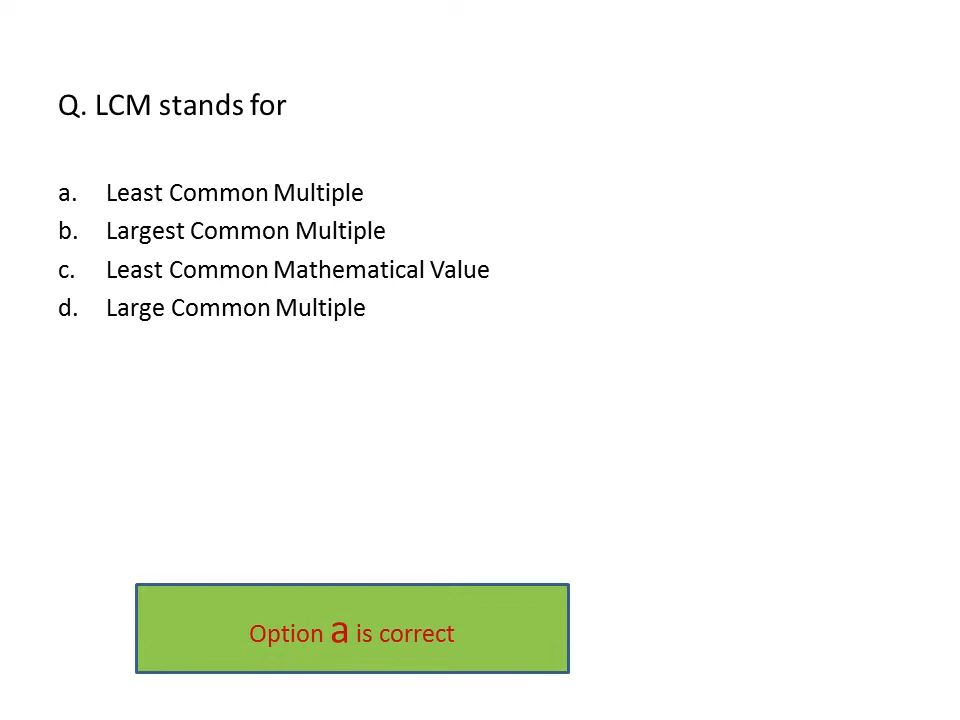 Q. LCM stands for
a. Least Common Multiple
b. Largest Common Multiple
c. Least Common Mathematical Value
d. Large Common Multiple
Option a is correct